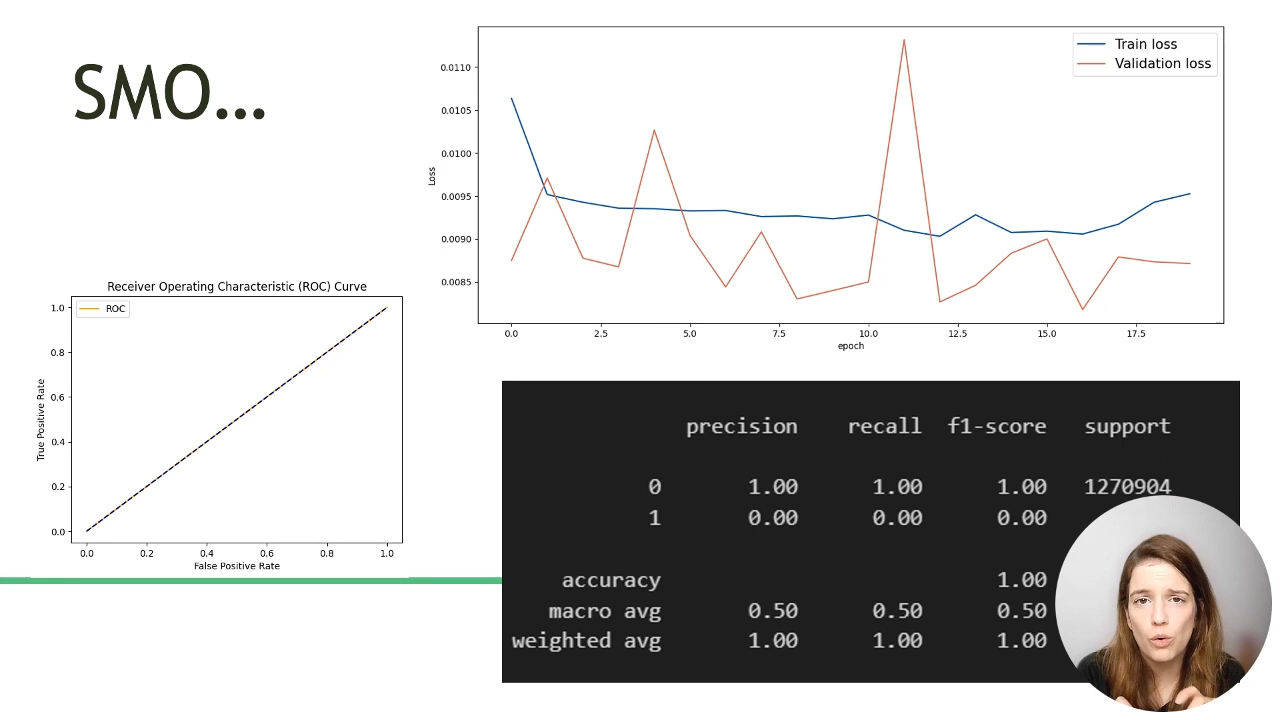 SMO...
Train loss
Validation loss
0.0110
0.0105
0.0100
0.0095
0.0090
0.0085
Loss
0.0 2.5 5.0 7.5 10.0 12.5 15.0 17.5
epoch
Receiver Operating Characteristic (ROC) Curve
ROC
1.0
0.8
0.6
0.4
0.2
0.0
True Positive Rate
0.0 0.2 0.4 0.6 0.8 1.0
False Positive Rate
precision recall f1-score support
0 1.00 1.00 1.00 1270904
1 0.00 0.00 0.00
accuracy 1.00
macro avg 0.50 0.50 0.50
weighted avg 1.00 1.00 1.00